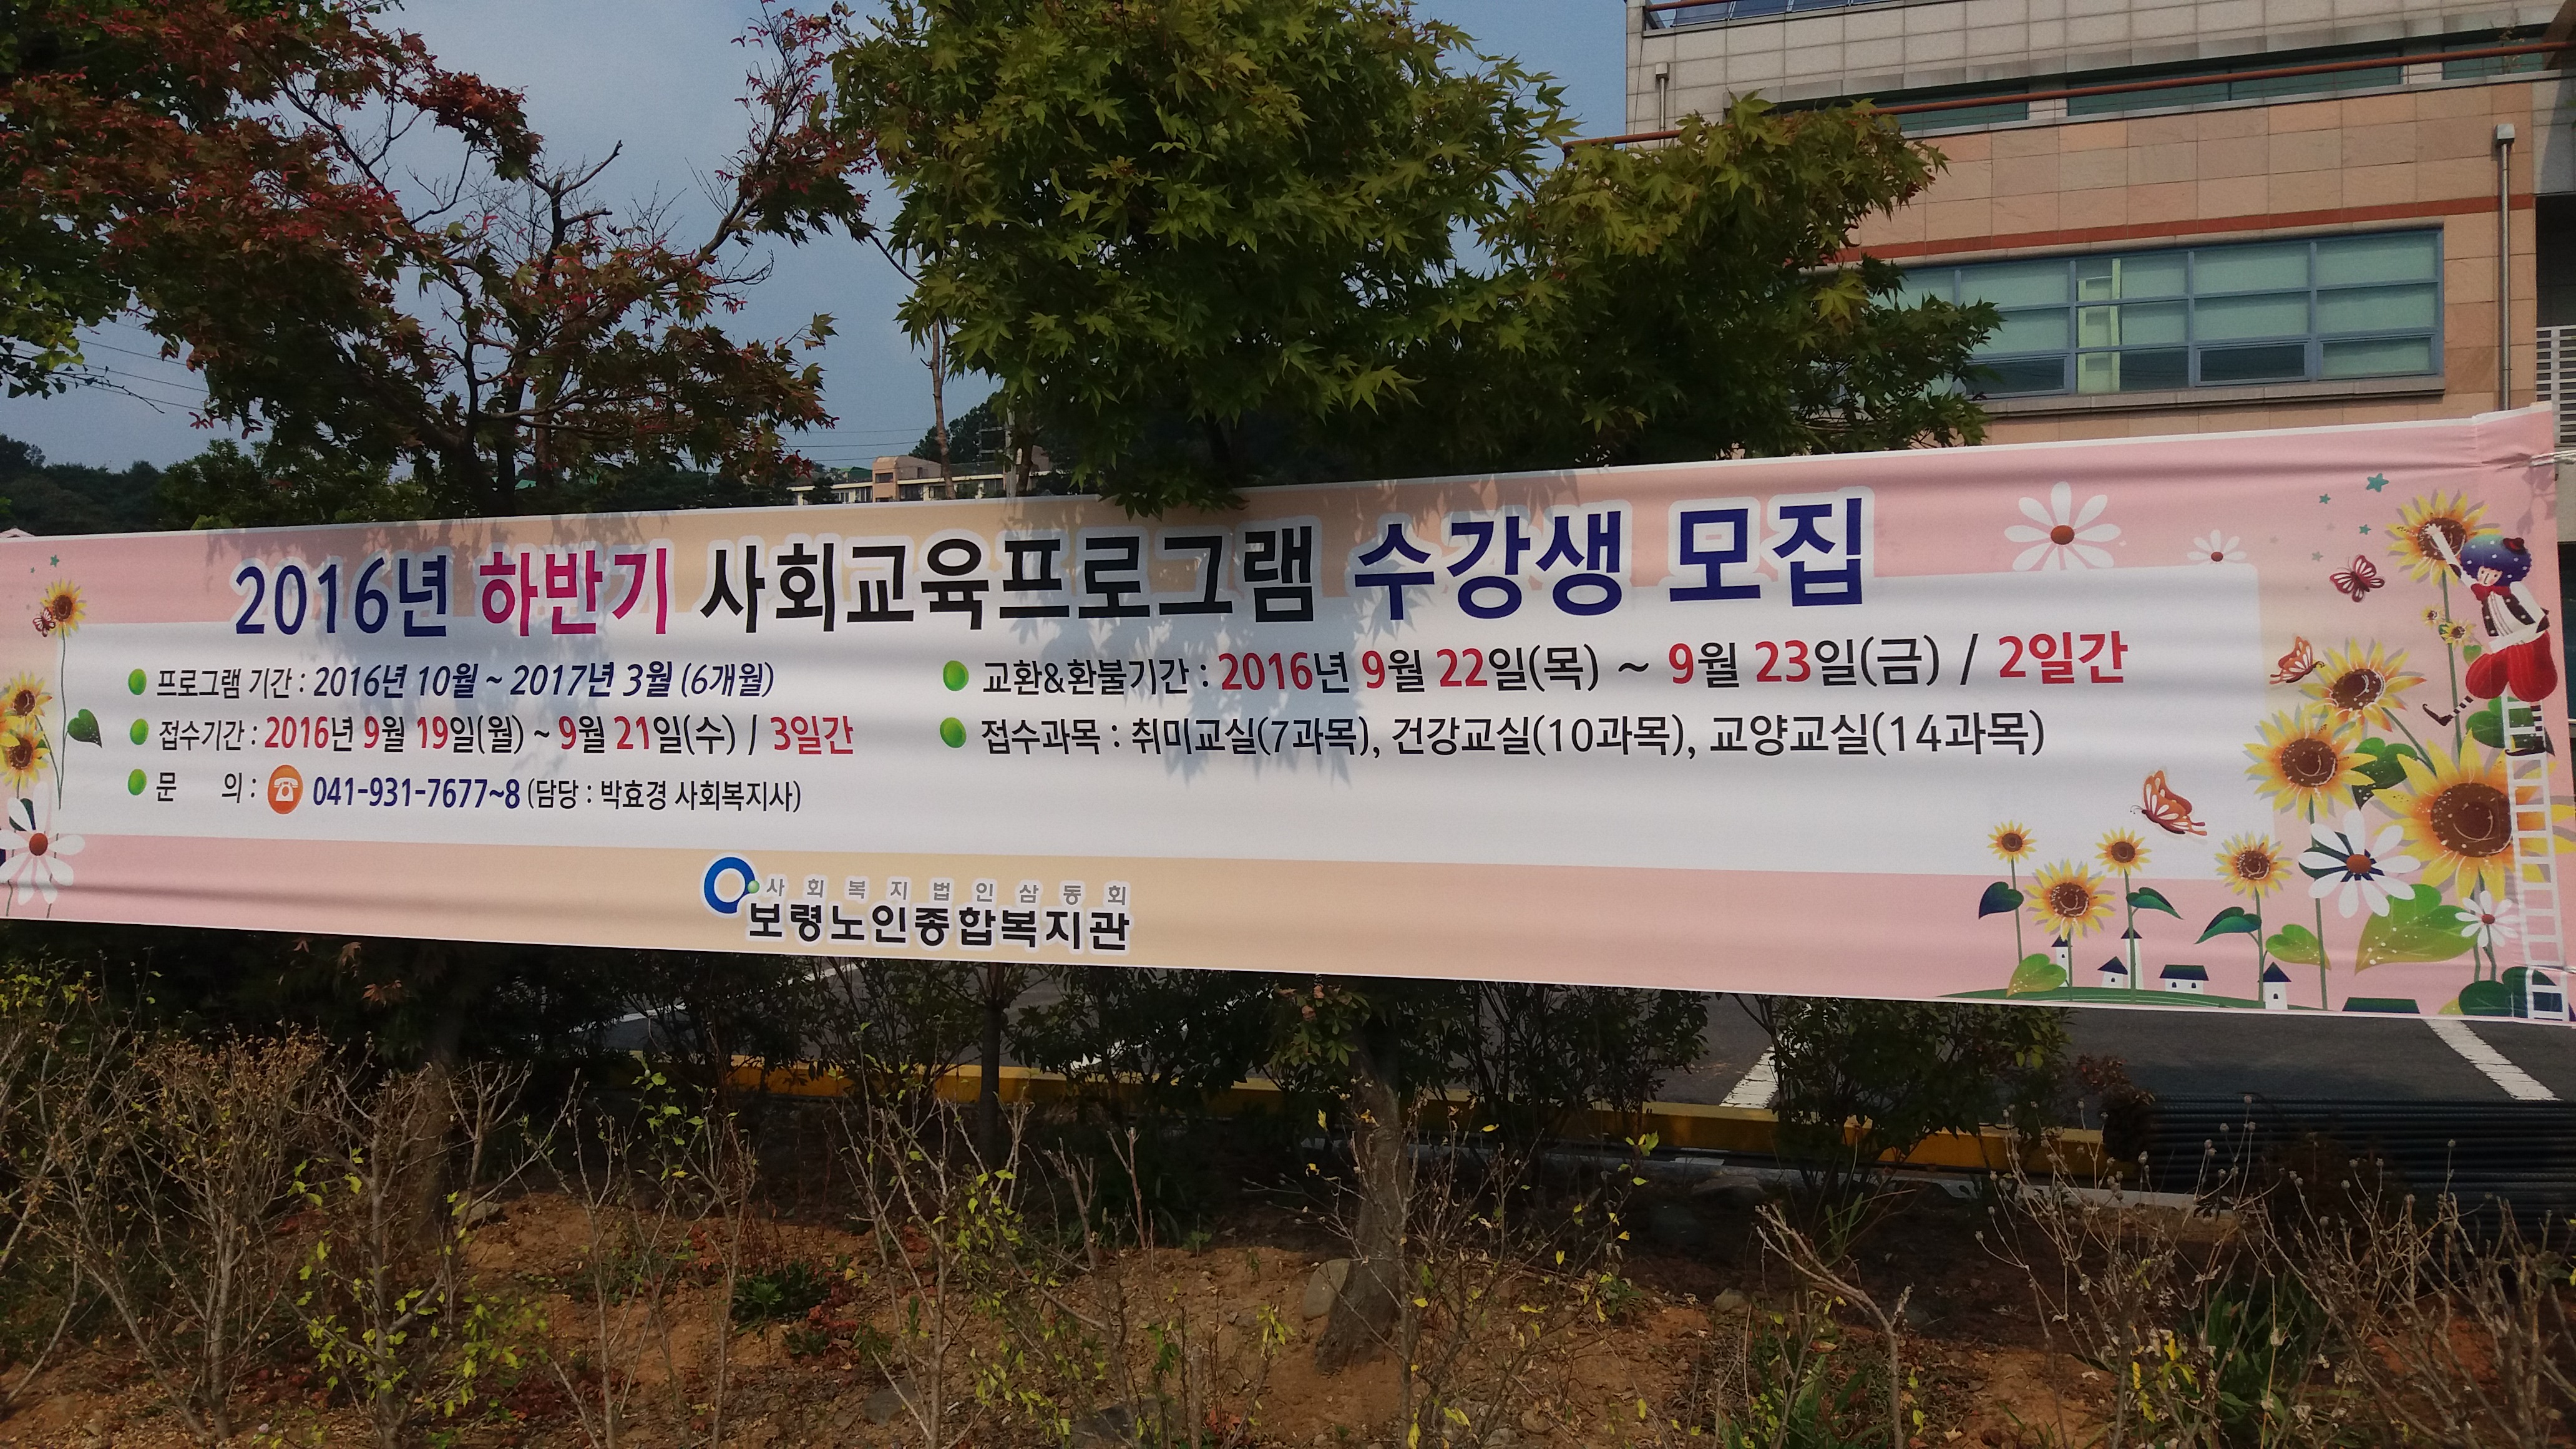 2016년 하반기 사회교육프로그램 수강생 모집
프로그램 기간 : 2016년 10월 ~ 2017년 3월 (6개월)
접수기간 : 2016년 9월 19일(월) ~ 9월 21일(수) / 3일간
문 의 : 041-931-7677~8 (담당 : 박효경 사회복지사)
교환&환불기간 : 2016년 9월 22일(목) ~ 9월 23일(금) / 2일간
접수과목 : 취미교실(7과목), 건강교실(10과목), 교양교실(14과목)
사회복지법인삼동회
보령노인종합복지관